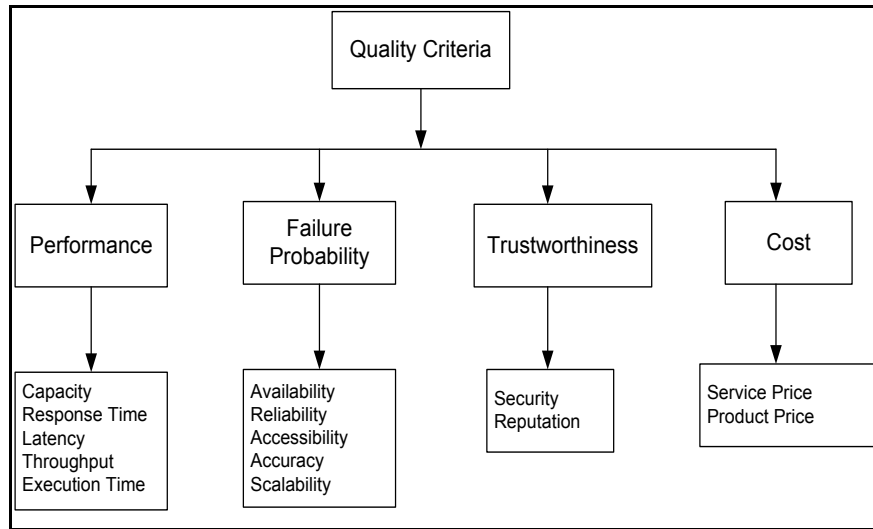 Quality Criteria
Performance
Failure
Probability
Trustworthiness
Cost
Capacity
Response Time
Latency
Throughput
Execution Time
Availability
Reliability
Accessibility
Accuracy
Scalability
Security
Reputation
Service Price
Product Price